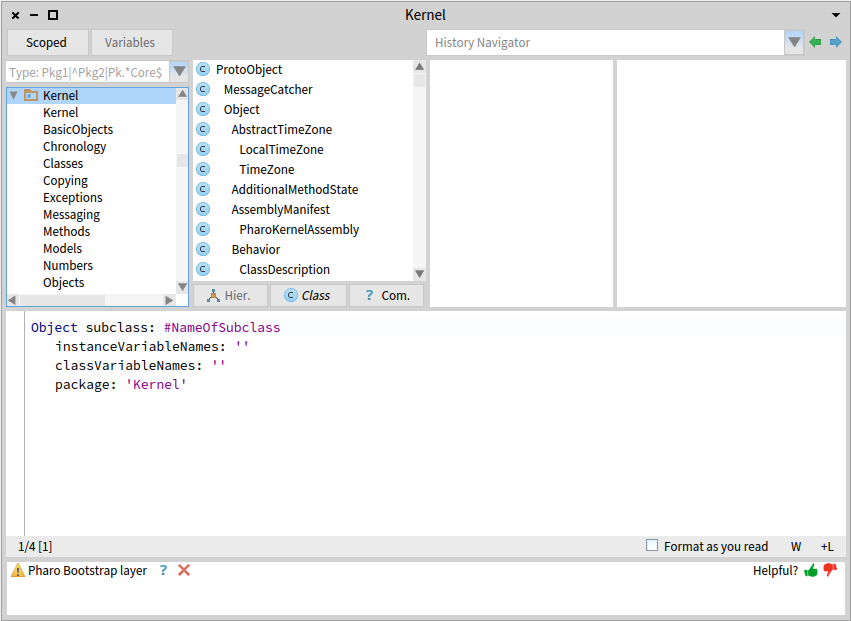 Kernel
Scoped
Variables
History Navigator
Type: Pkg1|^Pkg2|Pk.*Core$
Kernel
Kernel
BasicObjects
Chronology
Classes
Copying
Exceptions
Messaging
Methods
Models
Numbers
Objects
C ProtoObject
C MessageCatcher
C Object
C AbstractTimeZone
C LocalTimeZone
C TimeZone
C AdditionalMethodState
C AssemblyManifest
C PharoKernelAssembly
C Behavior
C ClassDescription
Hier.
C Class
? Com.
Object subclass: #NameOfSubclass
instanceVariableNames: ''
classVariableNames: ''
package: 'Kernel'
1/4 [1]
Format as you read
W
+L
Pharo Bootstrap layer ?
Helpful?